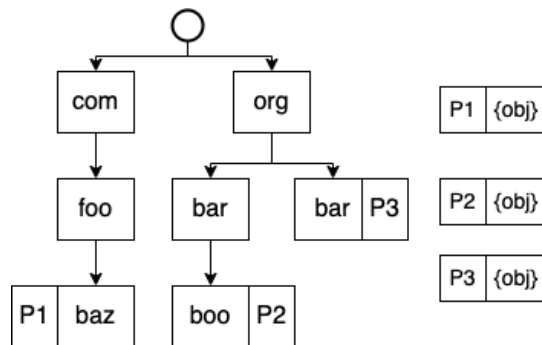 com org
P1 {obj}
foo bar bar P3
P2 {obj}
P1 baz boo P2
P3 {obj}